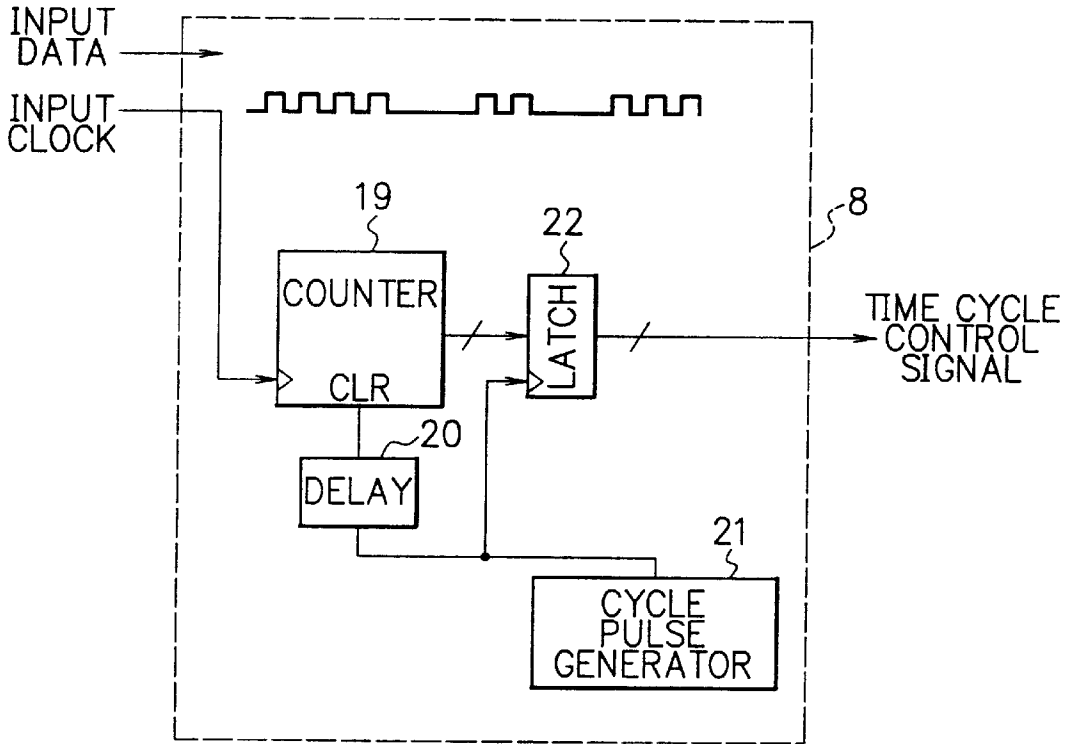 INPUT
DATA
INPUT
CLOCK
19
COUNTER
CLR
22
LATCH
8
TIME CYCLE
CONTROL
SIGNAL
20
DELAY
21
CYCLE
PULSE
GENERATOR